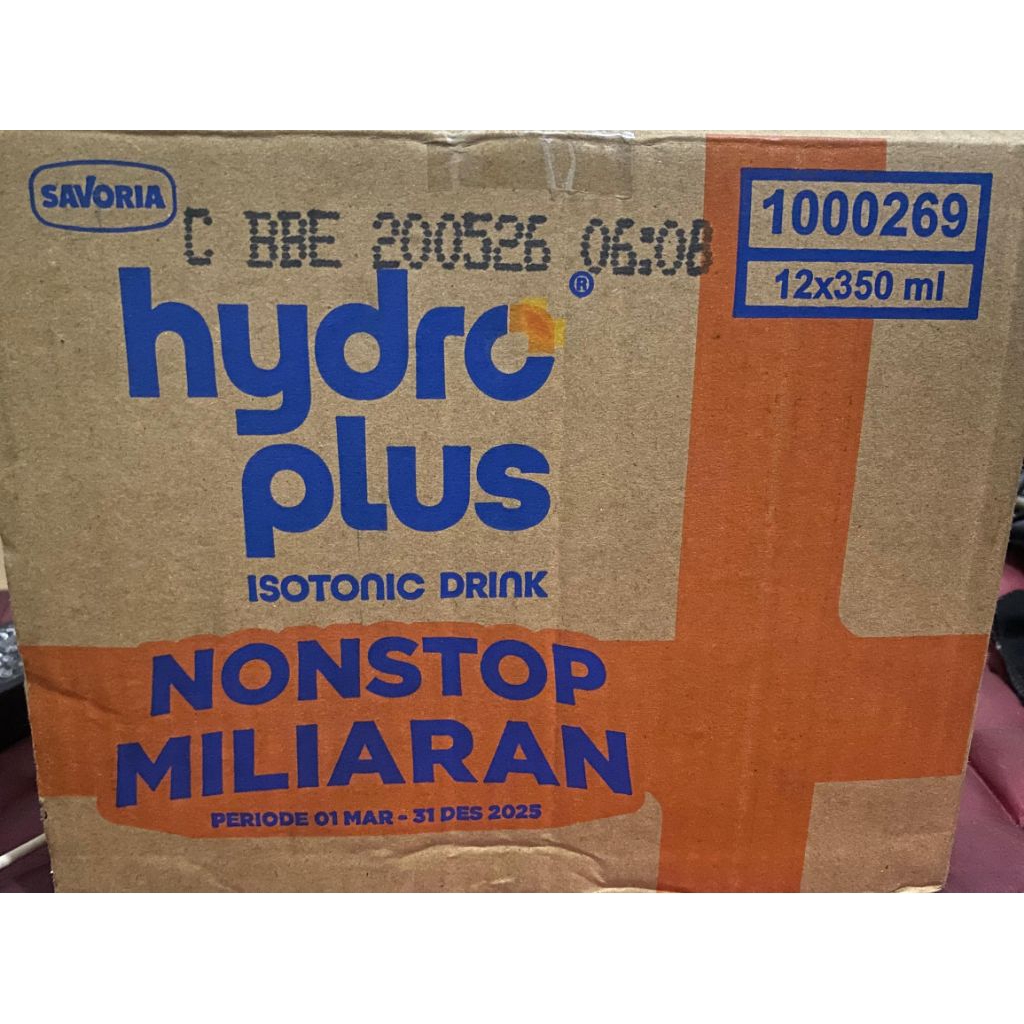 SAVORIA
C BBE 200526 06:08
1000269
12x350 ml
hydro
®
plus
ISOTONIC DRINK
NONSTOP
MILIARAN
PERIODE 01 MAR - 31 DES 2025